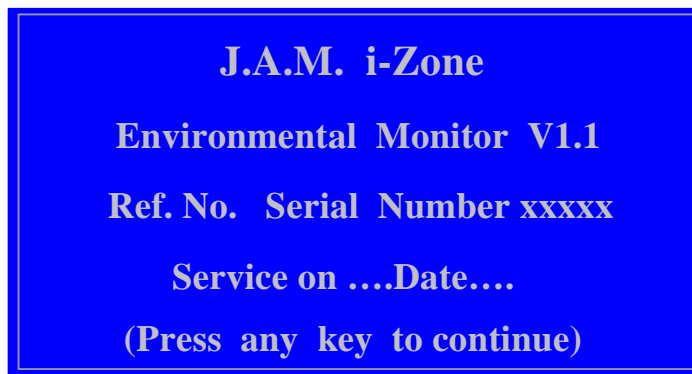 J.A.M. i-Zone
Environmental Monitor V1.1
Ref. No. Serial Number xxxxx
Service on ....Date....
(Press any key to continue)